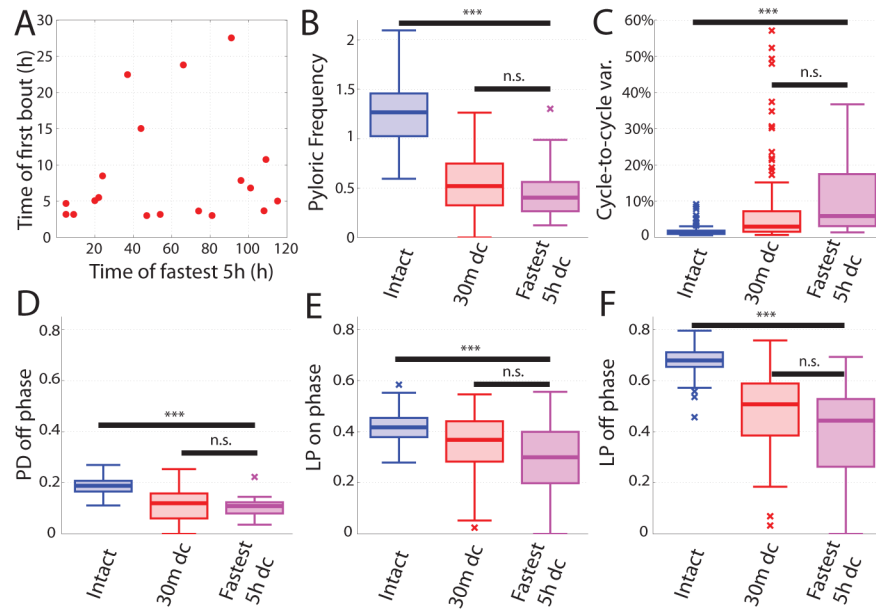 A
Time of first bout (h)
30
25
20
15
10
5
0
20 40 60 80 100 120
Time of fastest 5h (h)
B
Pyloric Frequency
2
1.5
1
0.5
0
***
n.s.
Intact
30m dc
Fastest
5h dc
C
Cycle-to-cycle var.
60%
50%
40%
30%
20%
10%
0
***
n.s.
Intact
30m dc
Fastest
5h dc
D
PD off phase
0.8
0.6
0.4
0.2
0
***
n.s.
Intact
30m dc
Fastest
5h dc
E
LP on phase
0.8
0.6
0.4
0.2
0
***
n.s.
Intact
30m dc
Fastest
5h dc
F
LP off phase
0.8
0.6
0.4
0.2
0
***
n.s.
Intact
30m dc
Fastest
5h dc